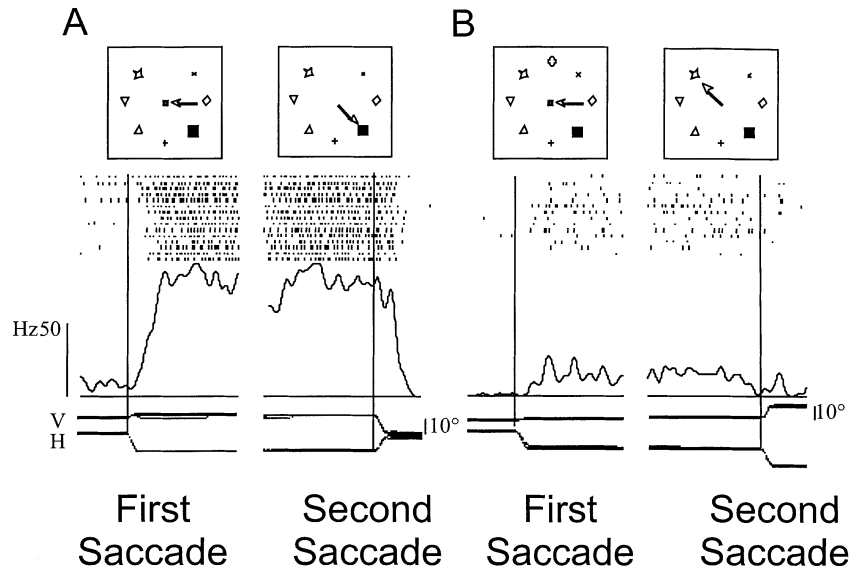 A
B
Hz50
V
H
10°
10°
First
Saccade
Second
Saccade
First
Saccade
Second
Saccade